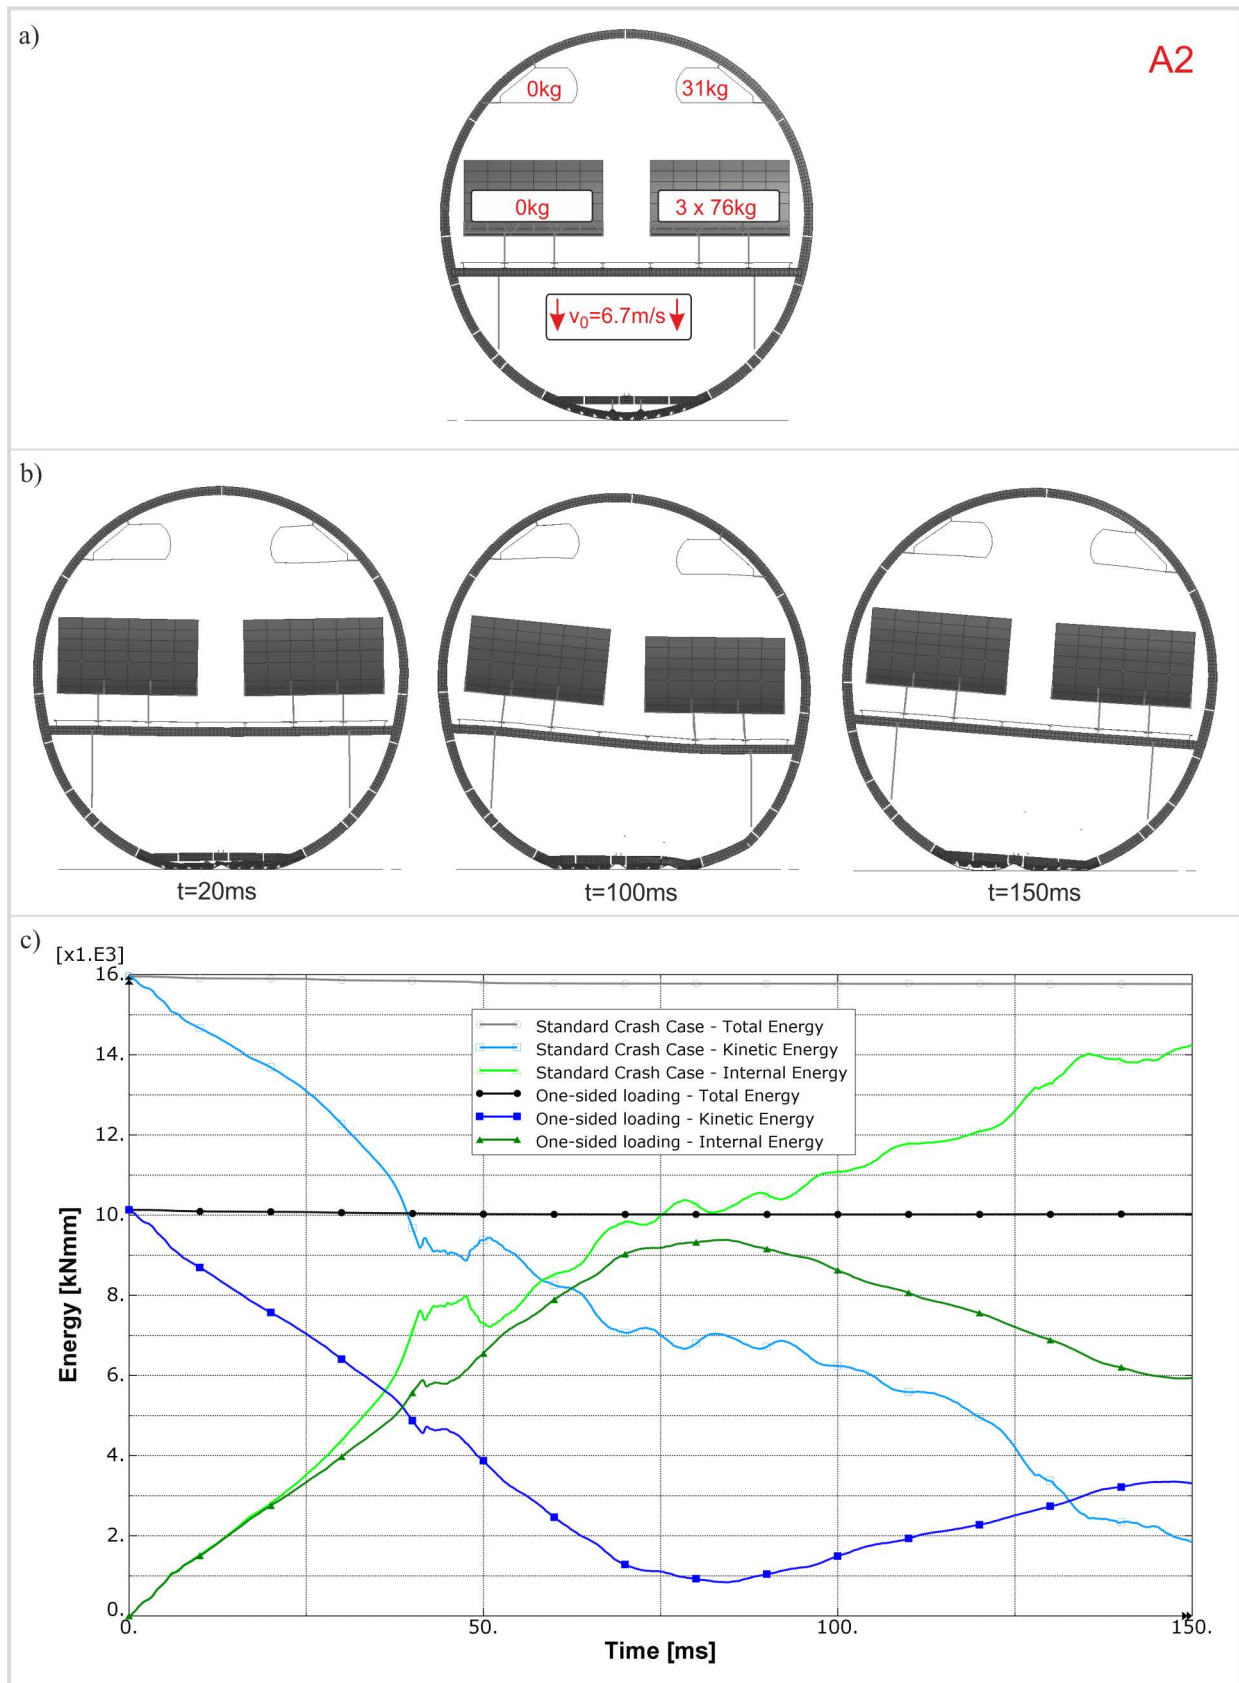 a)
A2
0kg
31kg
0kg
3 x 76kg
v₀=6.7m/s
b)
t=20ms
t=100ms
t=150ms
c)
[x1.E3]
16.
14.
12.
10.
8.
6.
4.
2.
0.
Energy [kNmm]
Standard Crash Case - Total Energy
Standard Crash Case - Kinetic Energy
Standard Crash Case - Internal Energy
One-sided loading - Total Energy
One-sided loading - Kinetic Energy
One-sided loading - Internal Energy
0.
50.
100.
150.
Time [ms]